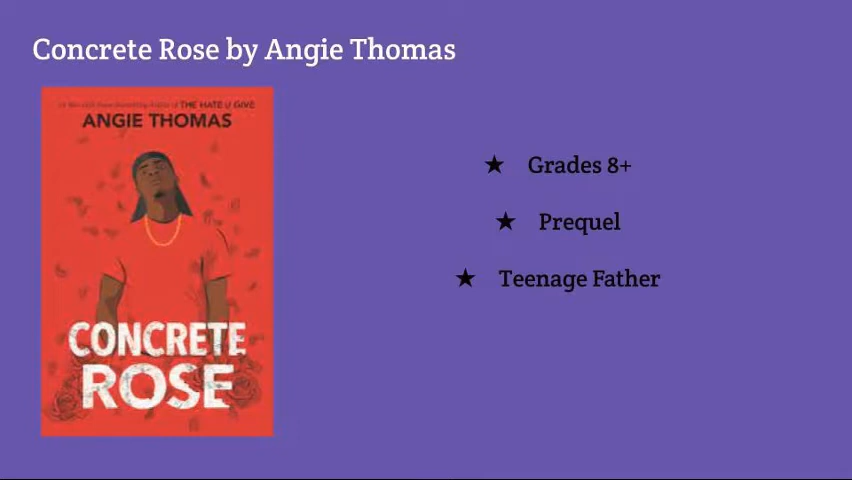 Concrete Rose by Angie Thomas
THE HATE U GIVE
ANGIE THOMAS
CONCRETE
ROSE
★ Grades 8+
★ Prequel
★ Teenage Father